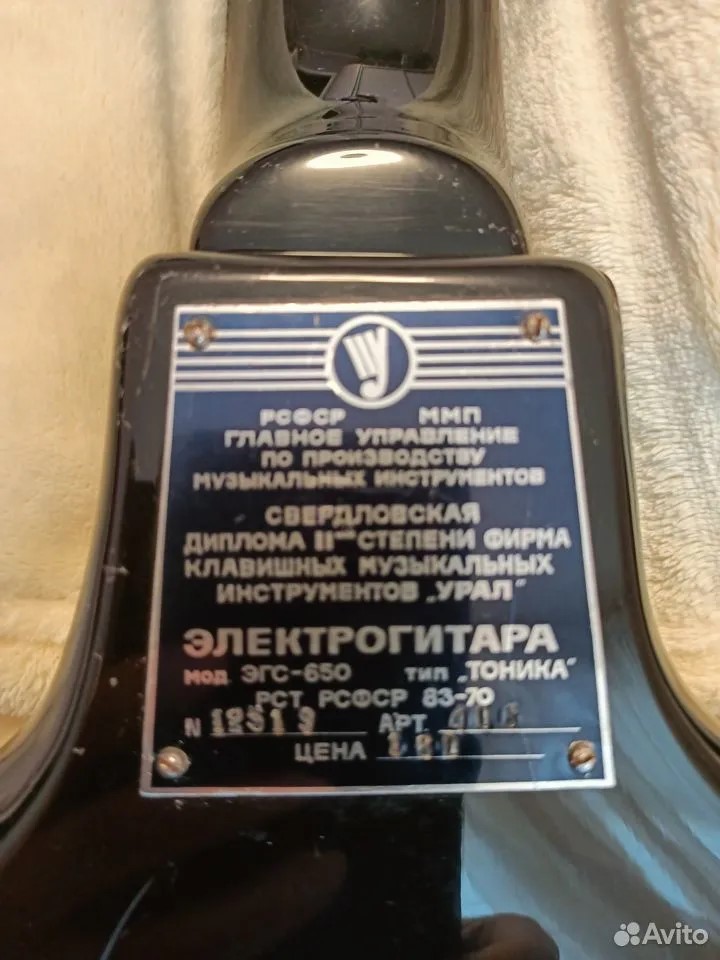 РСФСР ММП
ГЛАВНОЕ УПРАВЛЕНИЕ
ПО ПРОИЗВОДСТВУ
МУЗЫКАЛЬНЫХ ИНСТРУМЕНТОВ
СВЕРДЛОВСКАЯ
ДИПЛОМА II СТЕПЕНИ ФИРМА
КЛАВИШНЫХ МУЗЫКАЛЬНЫХ
ИНСТРУМЕНТОВ „УРАЛ"
ЭЛЕКТРОГИТАРА
МОД ЭГС-650 ТИП „ТОНИКА"
РСТ РСФСР 83-70
N АРТ
ЦЕНА
Avito